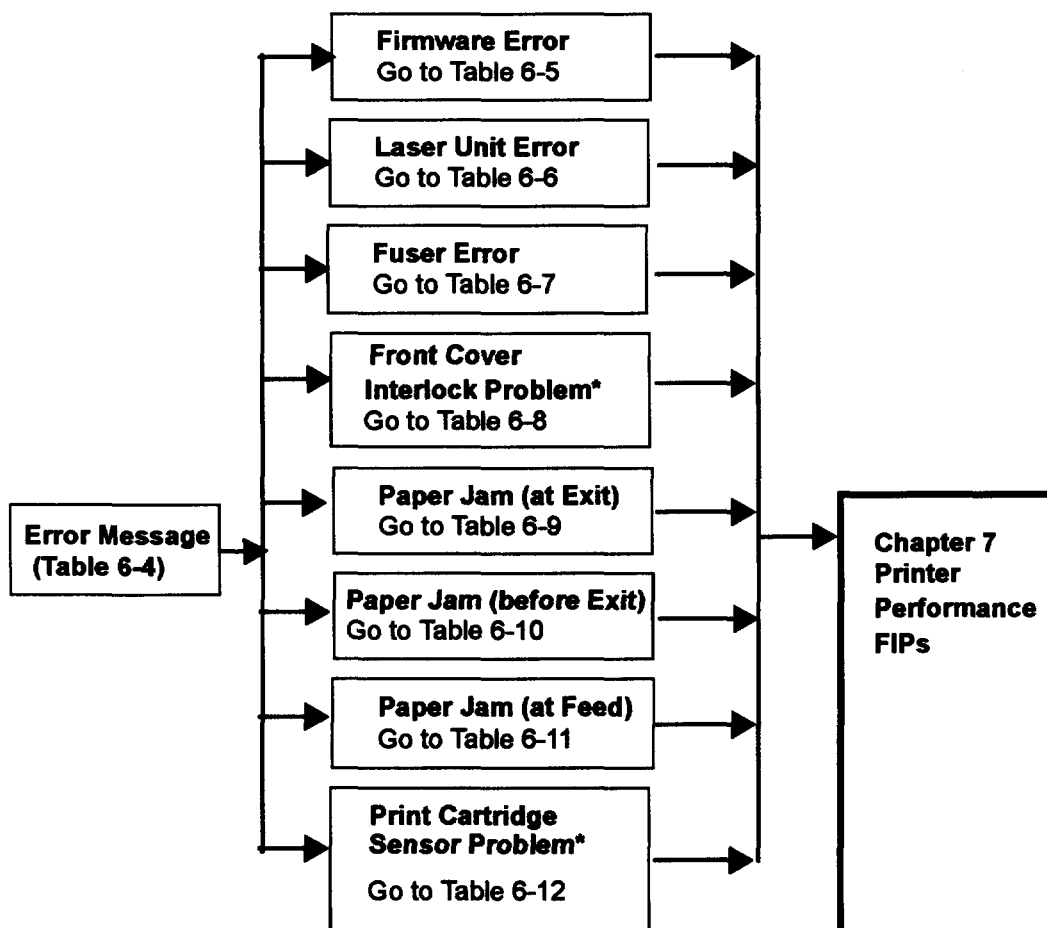 Firmware Error
Go to Table 6-5
Laser Unit Error
Go to Table 6-6
Fuser Error
Go to Table 6-7
Front Cover
Interlock Problem*
Go to Table 6-8
Paper Jam (at Exit)
Go to Table 6-9
Error Message
(Table 6-4)
Paper Jam (before Exit)
Go to Table 6-10
Paper Jam (at Feed)
Go to Table 6-11
Print Cartridge
Sensor Problem*
Go to Table 6-12
Chapter 7
Printer
Performance
FIPs